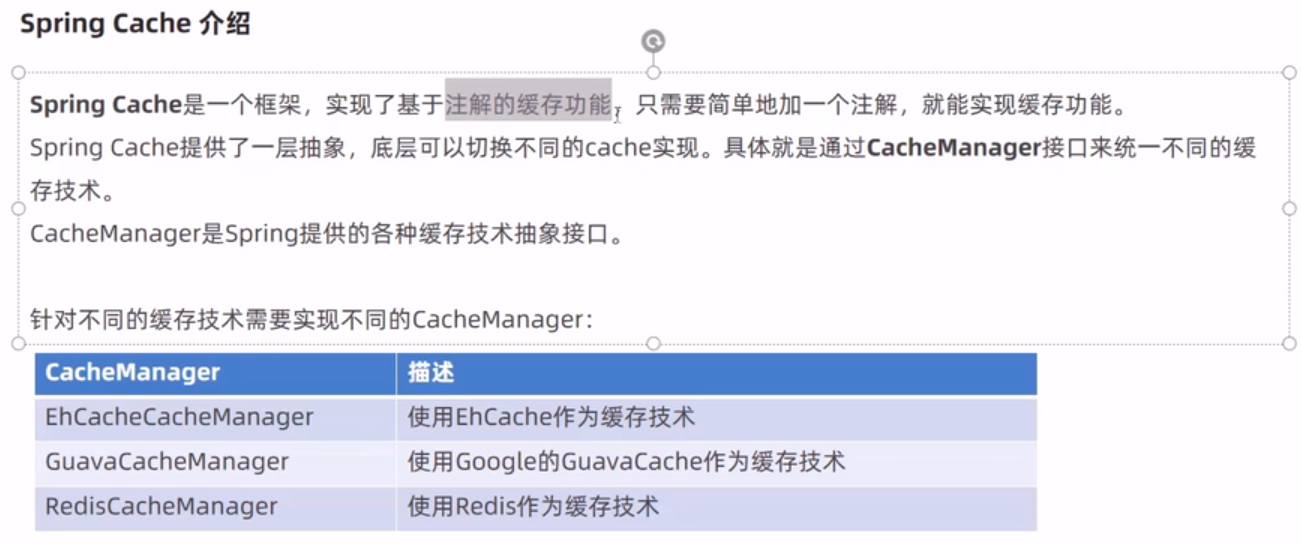 Spring Cache 介绍
Spring Cache是一个框架，实现了基于注解的缓存功能，只需要简单地加一个注解，就能实现缓存功能。
Spring Cache提供了一层抽象，底层可以切换不同的cache实现。具体就是通过CacheManager接口来统一不同的缓
存技术。
CacheManager是Spring提供的各种缓存技术抽象接口。
针对不同的缓存技术需要实现不同的CacheManager：
CacheManager 描述
EhCacheCacheManager 使用EhCache作为缓存技术
GuavaCacheManager 使用Google的GuavaCache作为缓存技术
RedisCacheManager 使用Redis作为缓存技术